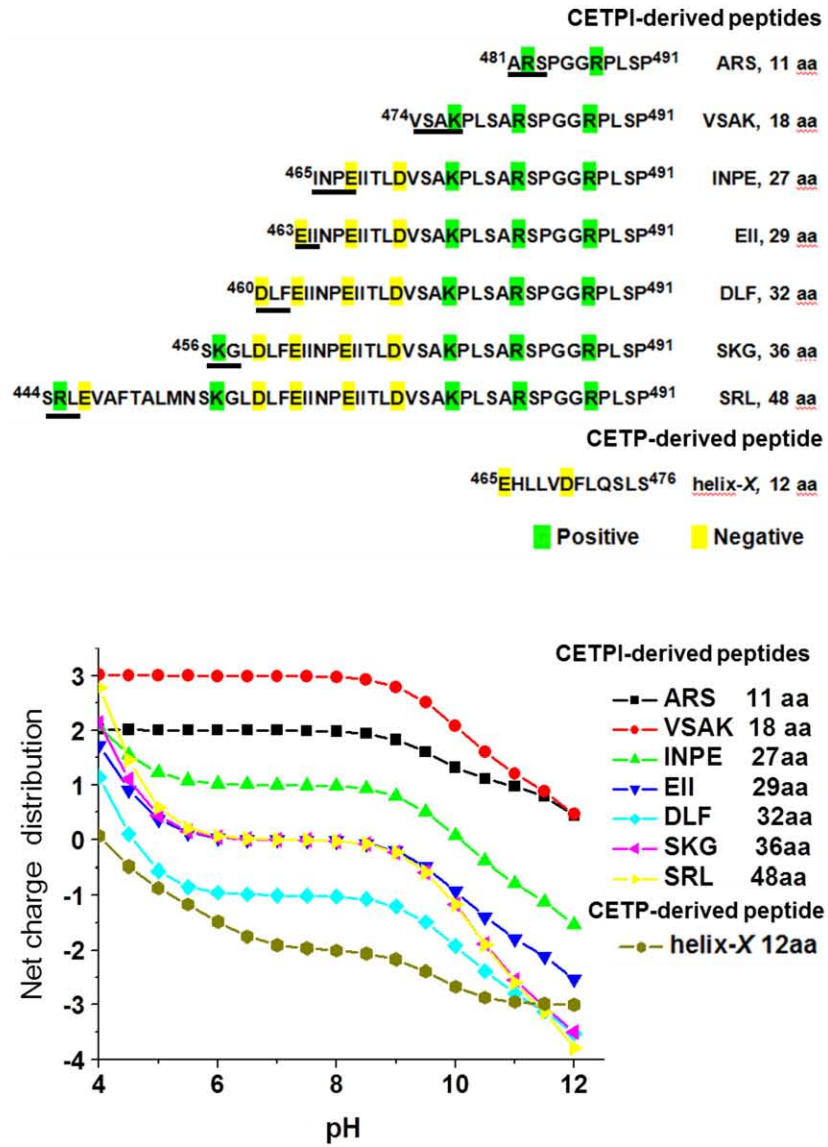 CETPI-derived peptides
481ARSPGGRPLSP491 ARS, 11 aa
474VSAKPLSARSPGGRPLSP491 VSAK, 18 aa
465INPEIITLDVSAKPLSARSPGGRPLSP491 INPE, 27 aa
463EIINPEIITLDVSAKPLSARSPGGRPLSP491 EII, 29 aa
460DLFEIINPEIITLDVSAKPLSARSPGGRPLSP491 DLF, 32 aa
456SKGLDLFEIINPEIITLDVSAKPLSARSPGGRPLSP491 SKG, 36 aa
444SRLEVAFTALMNSKGLDLFEIINPEIITLDVSAKPLSARSPGGRPLSP491 SRL, 48 aa
CETP-derived peptide
465EHLLVDFLQSLS476 helix-X, 12 aa
Positive Negative
CETPI-derived peptides
ARS 11 aa
VSAK 18 aa
INPE 27aa
EII 29aa
DLF 32aa
SKG 36aa
SRL 48aa
CETP-derived peptide
helix-X 12aa
Net charge distribution
3
2
1
0
-1
-2
-3
-4
4 6 8 10 12
pH